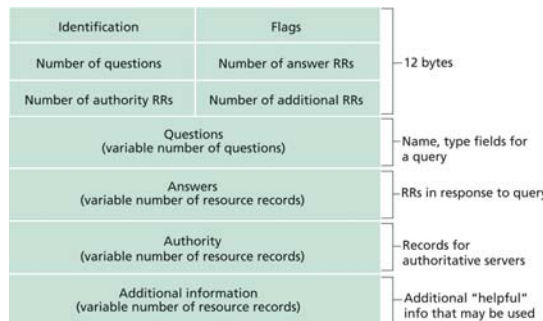 Identification Flags
Number of questions Number of answer RRs 12 bytes
Number of authority RRs Number of additional RRs
Questions
(variable number of questions)
Name, type fields for
a query
Answers
(variable number of resource records)
RRs in response to query
Authority
(variable number of resource records)
Records for
authoritative servers
Additional information
(variable number of resource records)
Additional "helpful"
info that may be used